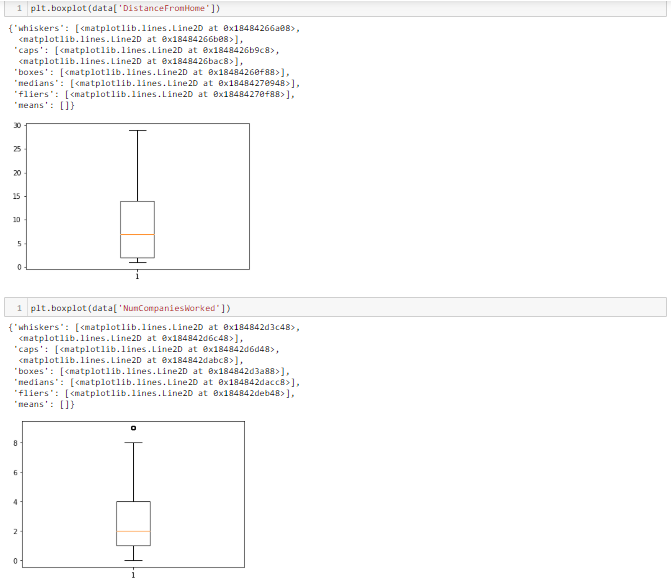 1 plt.boxplot(data['DistanceFromHome'])
{'whiskers': [<matplotlib.lines.Line2D at 0x18484266a08>,
<matplotlib.lines.Line2D at 0x18484266b08>],
'caps': [<matplotlib.lines.Line2D at 0x1848426b9c8>,
<matplotlib.lines.Line2D at 0x1848426bac8>],
'boxes': [<matplotlib.lines.Line2D at 0x18484260f88>],
'medians': [<matplotlib.lines.Line2D at 0x18484270948>],
'fliers': [<matplotlib.lines.Line2D at 0x18484270f88>],
'means': []}
30
25
20
15
10
5
0
1
1 plt.boxplot(data['NumCompaniesWorked'])
{'whiskers': [<matplotlib.lines.Line2D at 0x184842d3c48>,
<matplotlib.lines.Line2D at 0x184842d6c48>],
'caps': [<matplotlib.lines.Line2D at 0x184842d6d48>,
<matplotlib.lines.Line2D at 0x184842dabc8>],
'boxes': [<matplotlib.lines.Line2D at 0x184842d3a88>],
'medians': [<matplotlib.lines.Line2D at 0x184842dacc8>],
'fliers': [<matplotlib.lines.Line2D at 0x184842deb48>],
'means': []}
8
6
4
2
0
1